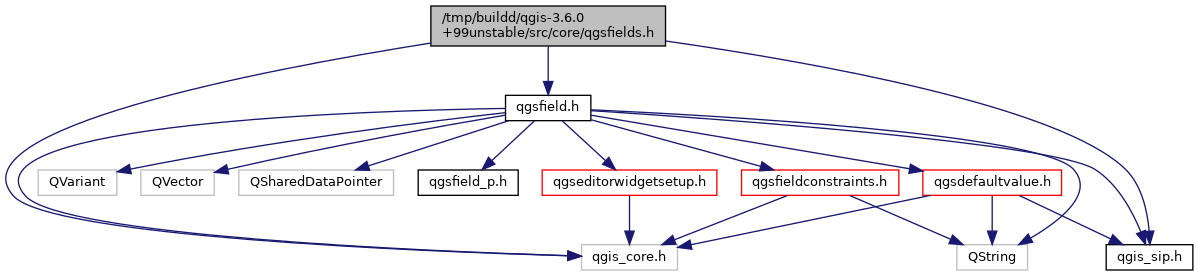 /tmp/buildd/qgis-3.6.0
+99unstable/src/core/qgsfields.h
qgsfield.h
QVariant
QVector
QSharedDataPointer
qgsfield_p.h
qgseditorwidgetsetup.h
qgsfieldconstraints.h
qgsdefaultvalue.h
qgis_core.h
QString
qgis_sip.h